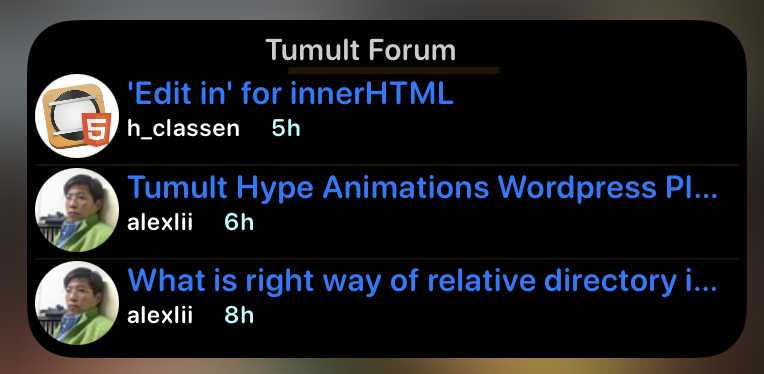 Tumult Forum
'Edit in' for innerHTML
5
h_classen 5h
Tumult Hype Animations Wordpress Pl...
alexlii 6h
What is right way of relative directory i...
alexlii 8h